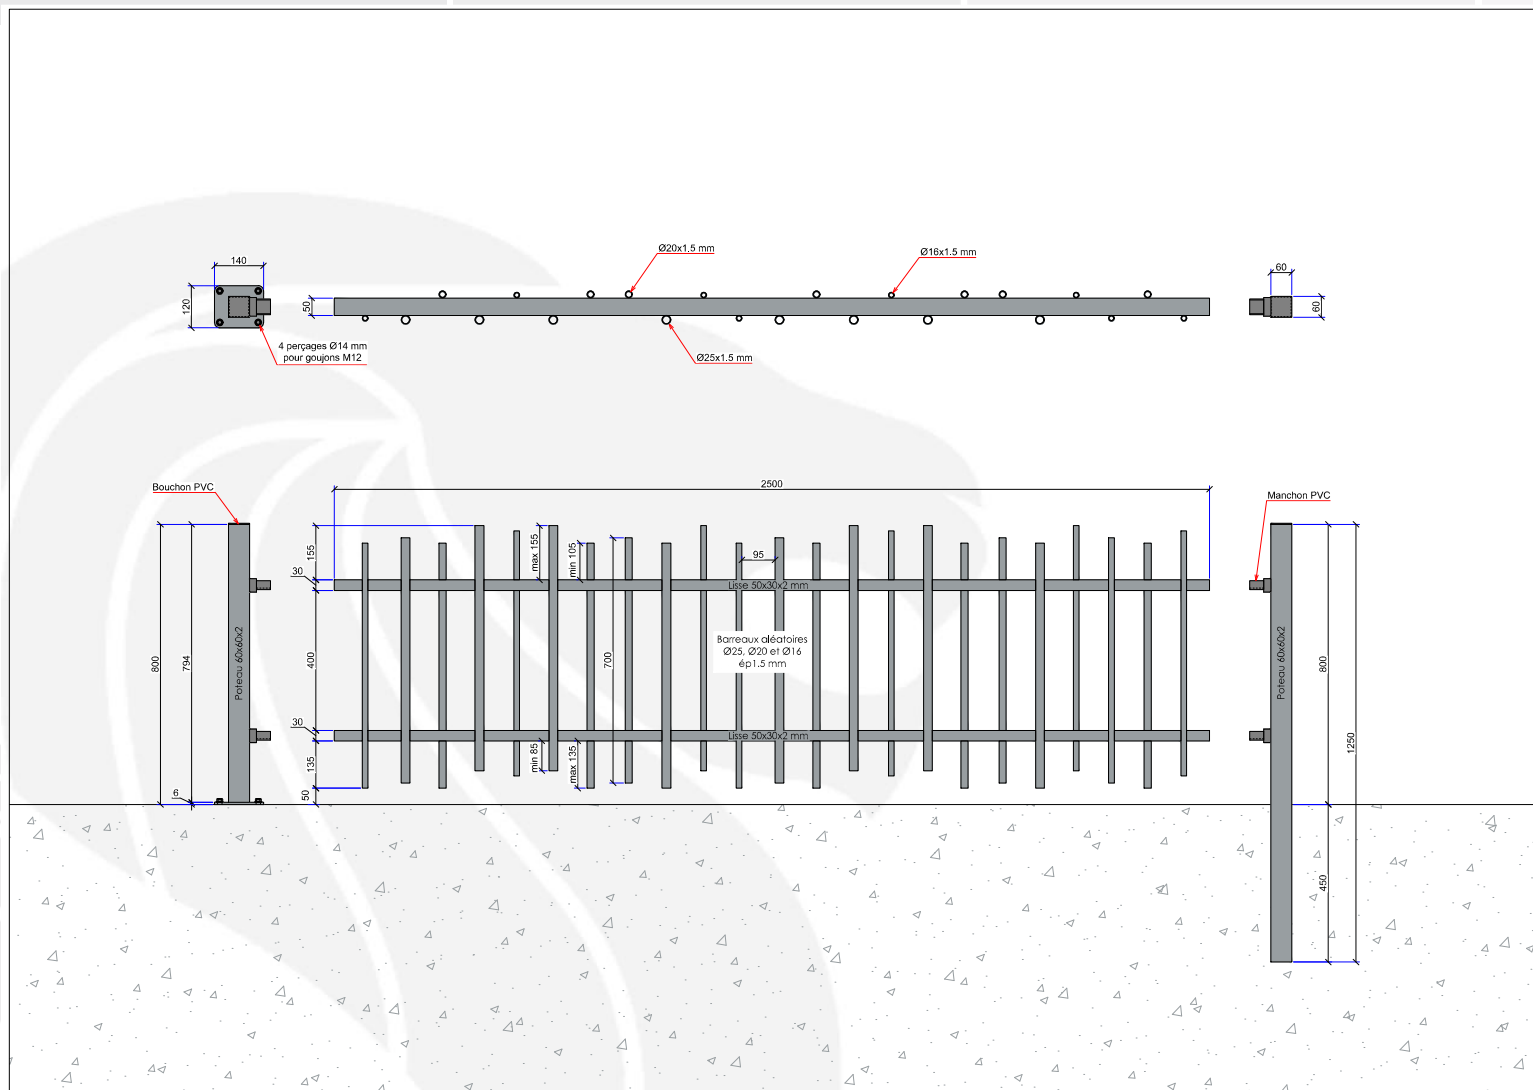 Ø20x1.5 mm
Ø16x1.5 mm
140
60
120
50
60
4 perçages Ø14 mm
pour goujons M12
Ø25x1.5 mm
Bouchon PVC
2500
Manchon PVC
155
max 155
min 105
95
30
Lisse 50x30x2 mm
800
794
Poteau 60x60x2
400
700
Barreaux aléatoires
Ø25, Ø20 et Ø16
ép1.5 mm
Poteau 60x60x2
800
1250
30
Lisse 50x30x2 mm
135
min 85
max 135
6
50
450